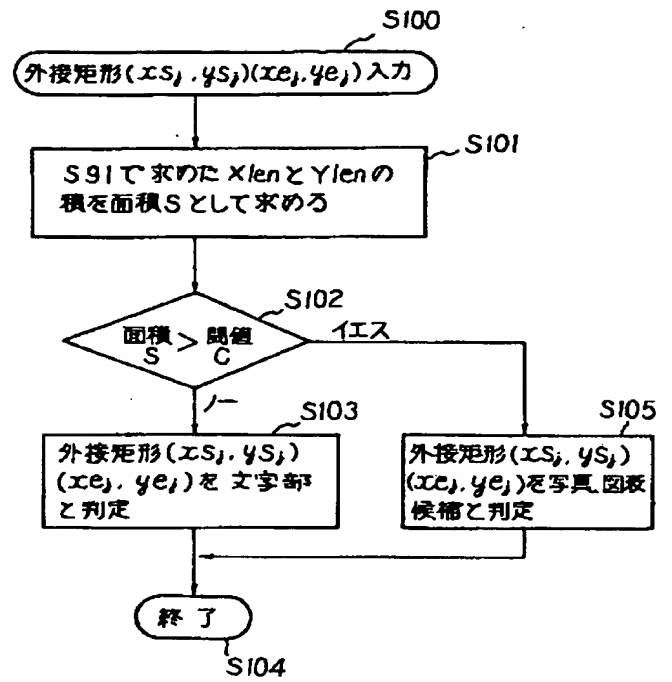 S100
外接矩形(xsj,ysj)(xej,yej)入力
S101
S91で求めたXlenとYlenの
積を面積Sとして求める
S102
面積 S > 閾値 C
イエス
ノー
S103
外接矩形(xsj,ysj)
(xej,yej)を文字部
と判定
S105
外接矩形(xsj,ysj)
(xej,yej)を写真、図表
候補と判定
終了
S104